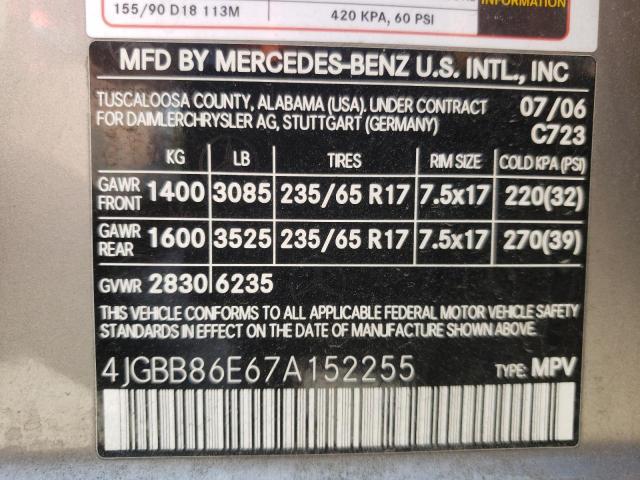 155/90 D18 113M 420 KPA, 60 PSI INFORMATION
MFD BY MERCEDES-BENZ U.S. INTL., INC
TUSCALOOSA COUNTY, ALABAMA (USA). UNDER CONTRACT 07/06
FOR DAIMLERCHRYSLER AG, STUTTGART (GERMANY) C723
KG LB TIRES RIM SIZE COLD KPA (PSI)
GAWR FRONT 1400 3085 235/65 R17 7.5x17 220(32)
GAWR REAR 1600 3525 235/65 R17 7.5x17 270(39)
GVWR 2830 6235
THIS VEHICLE CONFORMS TO ALL APPLICABLE FEDERAL MOTOR VEHICLE SAFETY
STANDARDS IN EFFECT ON THE DATE OF MANUFACTURE SHOWN ABOVE.
4JGBB86E67A152255 TYPE: MPV